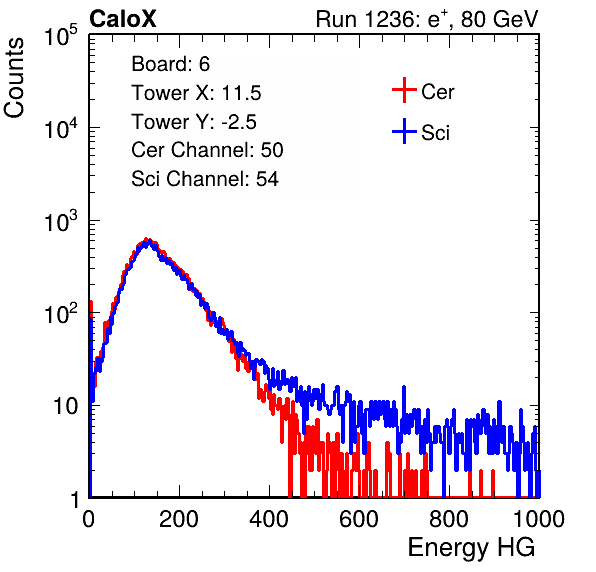 CaloX Run 1236: e⁺, 80 GeV
Counts
Board: 6
Tower X: 11.5
Tower Y: -2.5
Cer Channel: 50
Sci Channel: 54
Cer
Sci
10⁵
10⁴
10³
10²
10
1
0 200 400 600 800 1000
Energy HG